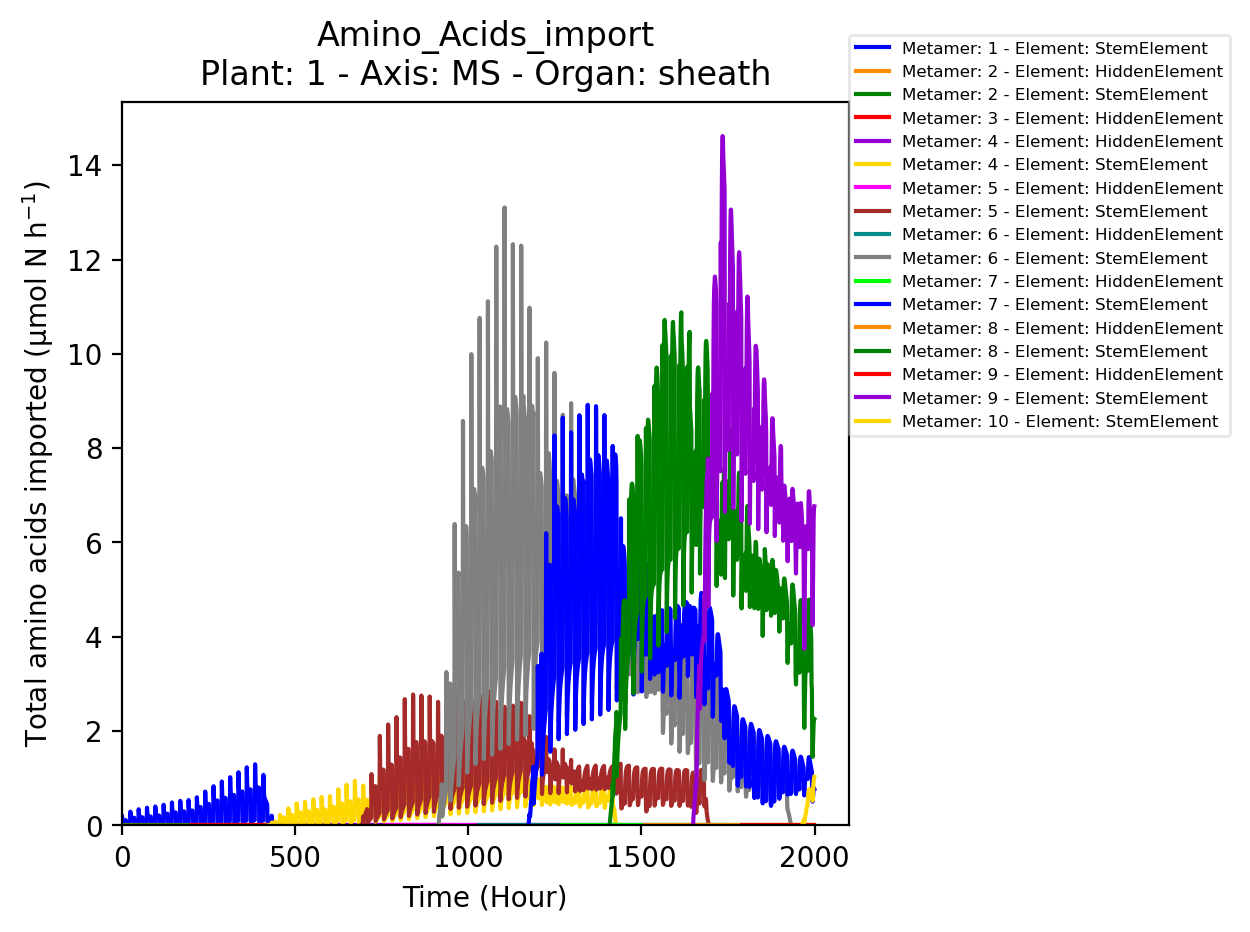 Amino_Acids_import
Plant: 1 - Axis: MS - Organ: sheath
Total amino acids imported (µmol N h⁻¹)
14
12
10
8
6
4
2
0
0 500 1000 1500 2000
Time (Hour)
Metamer: 1 - Element: StemElement
Metamer: 2 - Element: HiddenElement
Metamer: 2 - Element: StemElement
Metamer: 3 - Element: HiddenElement
Metamer: 4 - Element: HiddenElement
Metamer: 4 - Element: StemElement
Metamer: 5 - Element: HiddenElement
Metamer: 5 - Element: StemElement
Metamer: 6 - Element: HiddenElement
Metamer: 6 - Element: StemElement
Metamer: 7 - Element: HiddenElement
Metamer: 7 - Element: StemElement
Metamer: 8 - Element: HiddenElement
Metamer: 8 - Element: StemElement
Metamer: 9 - Element: HiddenElement
Metamer: 9 - Element: StemElement
Metamer: 10 - Element: StemElement